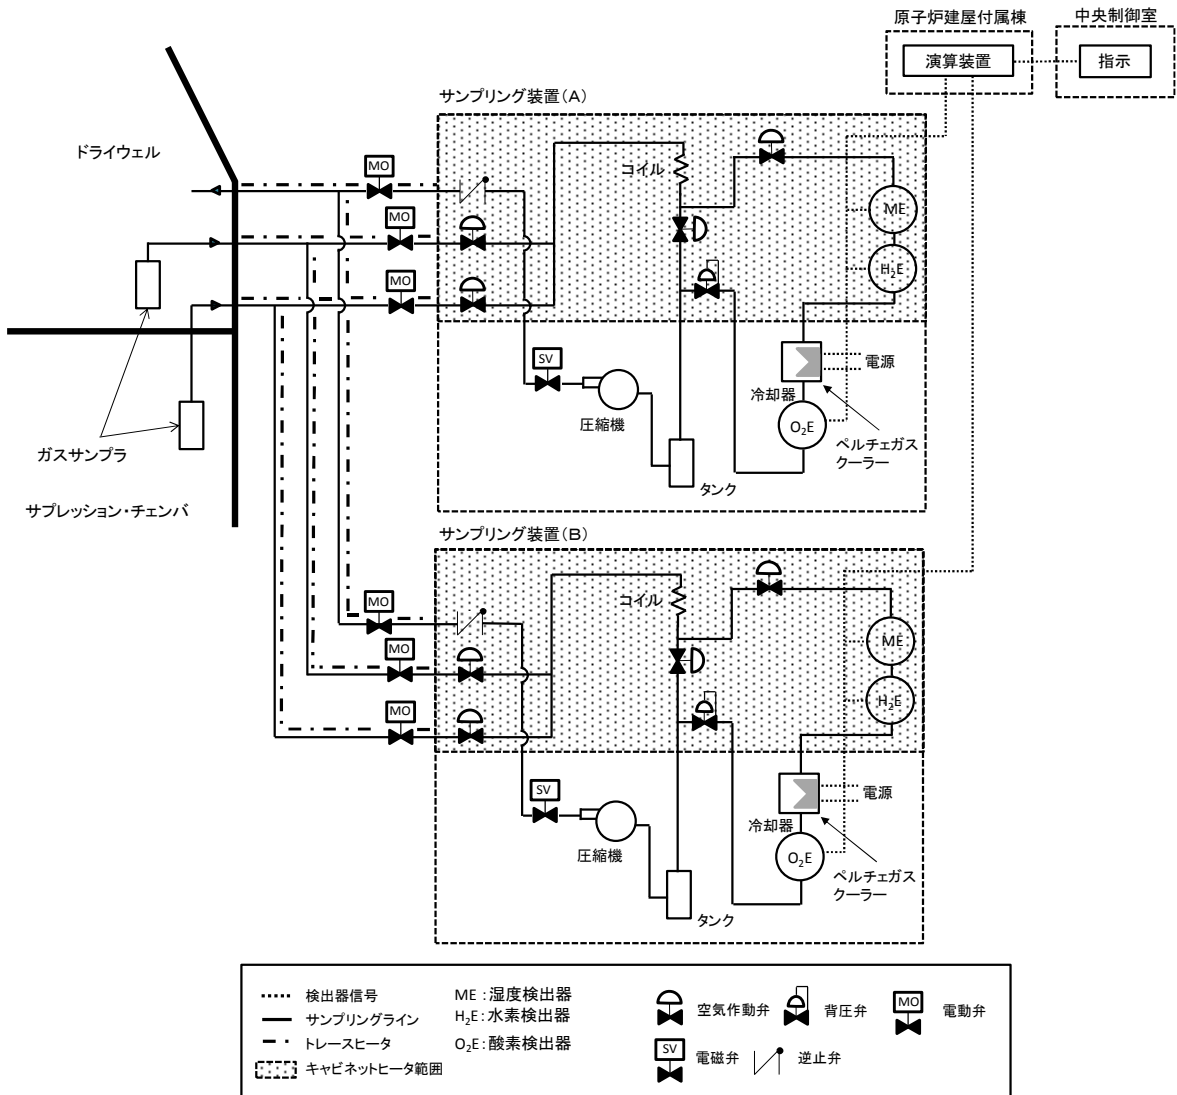 原子炉建屋付属棟
中央制御室
演算装置
指示
サンプリング装置(A)
ドライウェル
MO
コイル
ME
MO
H₂E
MO
SV
電源
冷却器
圧縮機
O₂E
ペルチェガス
クーラー
ガスサンプラ
タンク
サプレッション・チェンバ
サンプリング装置(B)
MO
コイル
ME
MO
H₂E
MO
SV
電源
冷却器
圧縮機
O₂E
ペルチェガス
クーラー
タンク
検出器信号
サンプリングライン
トレースヒータ
キャビネットヒータ範囲
ME:湿度検出器
H₂E:水素検出器
O₂E:酸素検出器
空気作動弁
背圧弁
MO
電動弁
SV
電磁弁
逆止弁